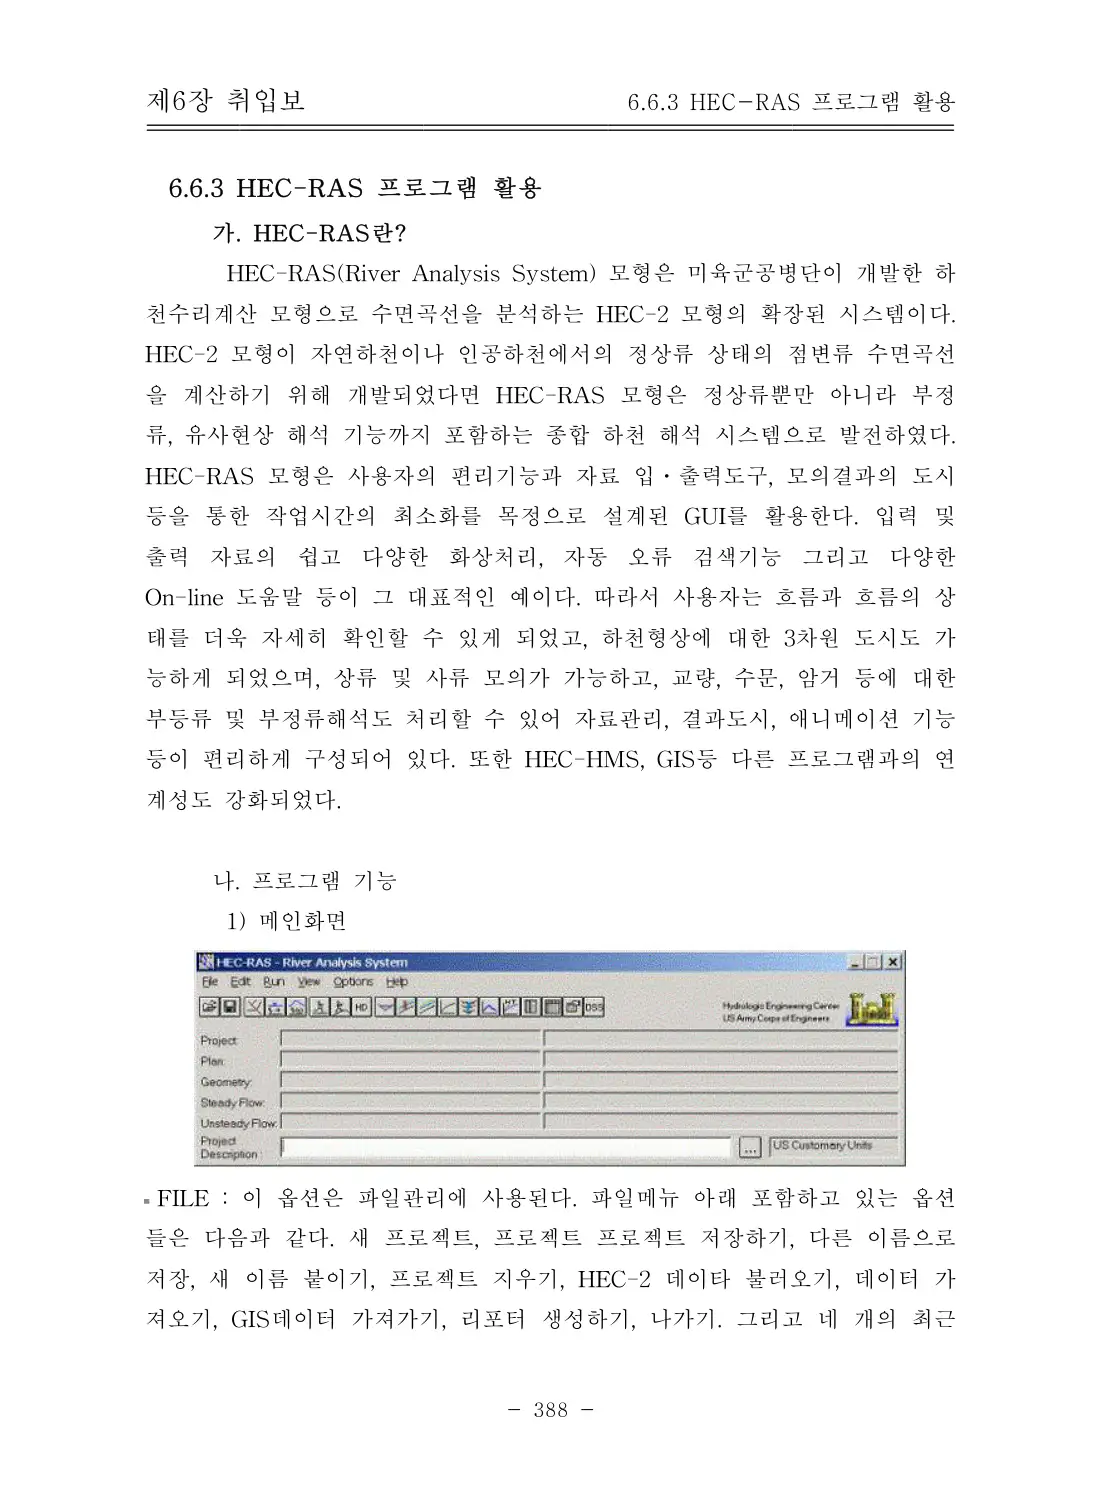 제6장 취입보
6.6.3 HEC-RAS 프로그램 활용
6.6.3 HEC-RAS 프로그램 활용
가. HEC-RAS란?
HEC-RAS(River Analysis System) 모형은 미육군공병단이 개발한 하
천수리계산 모형으로 수면곡선을 분석하는 HEC-2 모형의 확장된 시스템이다.
HEC-2 모형이 자연하천이나 인공하천에서의 정상류 상태의 점변류 수면곡선
을 계산하기 위해 개발되었다면 HEC-RAS 모형은 정상류뿐만 아니라 부정
류, 유사현상 해석 기능까지 포함하는 종합 하천 해석 시스템으로 발전하였다.
HEC-RAS 모형은 사용자의 편리기능과 자료 입·출력도구, 모의결과의 도시
등을 통한 작업시간의 최소화를 목정으로 설계된 GUI를 활용한다. 입력 및
출력 자료의 쉽고 다양한 화상처리, 자동 오류 검색기능 그리고 다양한
On-line 도움말 등이 그 대표적인 예이다. 따라서 사용자는 흐름과 흐름의 상
태를 더욱 자세히 확인할 수 있게 되었고, 하천형상에 대한 3차원 도시도 가
능하게 되었으며, 상류 및 사류 모의가 가능하고, 교량, 수문, 암거 등에 대한
부등류 및 부정류해석도 처리할 수 있어 자료관리, 결과도시, 애니메이션 기능
등이 편리하게 구성되어 있다. 또한 HEC-HMS, GIS등 다른 프로그램과의 연
계성도 강화되었다.
나. 프로그램 기능
1) 메인화면
HEC-RAS - River Analysis System
File Edit Run View Options Help
HD DSS
Hydrologic Engineering Center
US Army Corps of Engineers
Project:
Plan:
Geometry:
Steady Flow:
Unsteady Flow:
Project
Description :
... US Customary Units
▪ FILE : 이 옵션은 파일관리에 사용된다. 파일메뉴 아래 포함하고 있는 옵션
들은 다음과 같다. 새 프로젝트, 프로젝트 프로젝트 저장하기, 다른 이름으로
저장, 새 이름 붙이기, 프로젝트 지우기, HEC-2 데이타 불러오기, 데이터 가
져오기, GIS데이터 가져가기, 리포터 생성하기, 나가기. 그리고 네 개의 최근
- 388 -